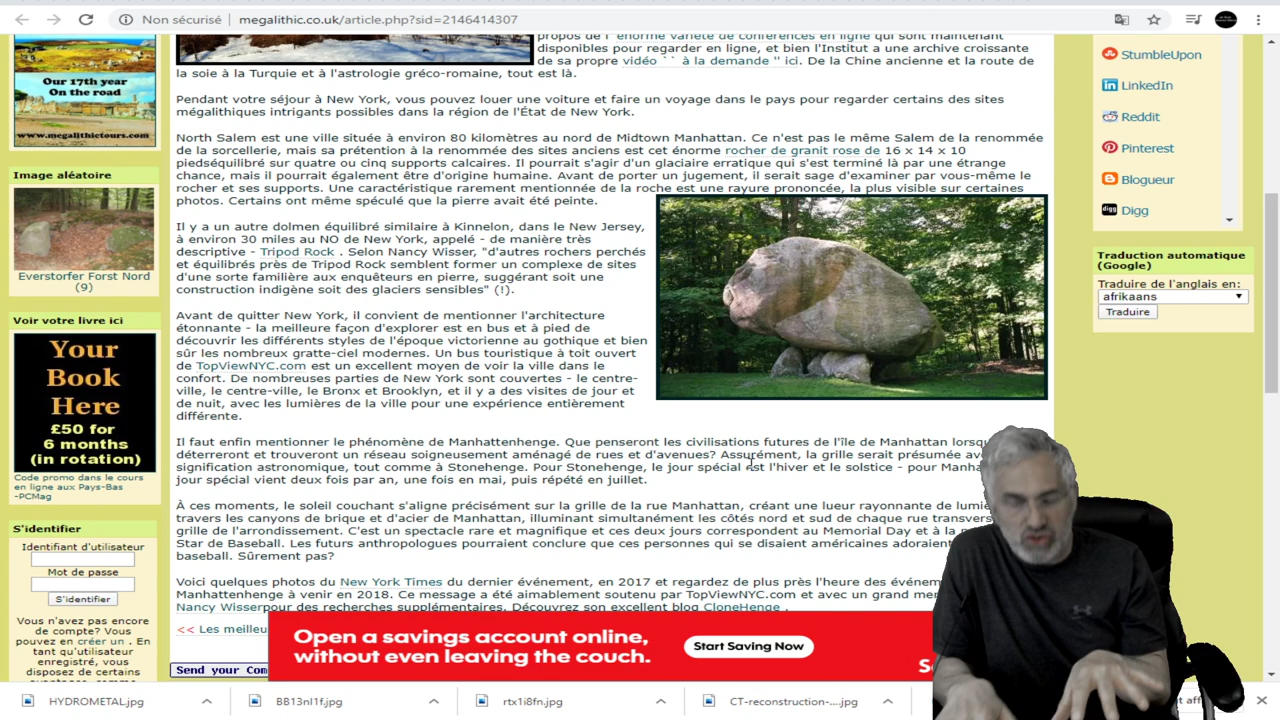 Non sécurisé
megalithic.co.uk/article.php?sid=2146414307
Our 17th year
On the road
www.megalithictours.com
Image aléatoire
Everstorfer Forst Nord
(9)
Voir votre livre ici
Your
Book
Here
£50 for
6 months
(in rotation)
Code promo dans le cours
en ligne aux Pays-Bas
-PCMag
S'identifier
Identifiant d'utilisateur
Mot de passe
S'identifier
Vous n'avez pas encore
de compte? Vous
pouvez en créer un . En
tant qu'utilisateur
enregistré, vous
disposez de certains
propos de l' énorme variété de conférences en ligne qui sont maintenant
disponibles pour regarder en ligne, et bien l'Institut a une archive croissante
de sa propre vidéo `` à la demande '' ici. De la Chine ancienne et la route de
la soie à la Turquie et à l'astrologie gréco-romaine, tout est là.
Pendant votre séjour à New York, vous pouvez louer une voiture et faire un voyage dans le pays pour regarder certains des sites
mégalithiques intrigants possibles dans la région de l'État de New York.
North Salem est une ville située à environ 80 kilomètres au nord de Midtown Manhattan. Ce n'est pas le même Salem de la renommée
de la sorcellerie, mais sa prétention à la renommée des sites anciens est cet énorme rocher de granit rose de 16 x 14 x 10
piedséquilibré sur quatre ou cinq supports calcaires. Il pourrait s'agir d'un glaciaire erratique qui s'est terminé là par une étrange
chance, mais il pourrait également être d'origine humaine. Avant de porter un jugement, il serait sage d'examiner par vous-même le
rocher et ses supports. Une caractéristique rarement mentionnée de la roche est une rayure prononcée, la plus visible sur certaines
photos. Certains ont même spéculé que la pierre avait été peinte.
Il y a un autre dolmen équilibré similaire à Kinnelon, dans le New Jersey,
à environ 30 miles au NO de New York, appelé - de manière très
descriptive - Tripod Rock . Selon Nancy Wisser, "d'autres rochers perchés
et équilibrés près de Tripod Rock semblent former un complexe de sites
d'une sorte familière aux enquêteurs en pierre, suggérant soit une
construction indigène soit des glaciers sensibles" (!).
Avant de quitter New York, il convient de mentionner l'architecture
étonnante - la meilleure façon d'explorer est en bus et à pied de
découvrir les différents styles de l'époque victorienne au gothique et bien
sûr les nombreux gratte-ciel modernes. Un bus touristique à toit ouvert
de TopViewNYC.com est un excellent moyen de voir la ville dans le
confort. De nombreuses parties de New York sont couvertes - le centre-
ville, le centre-ville, le Bronx et Brooklyn, et il y a des visites de jour et
de nuit, avec les lumières de la ville pour une expérience entièrement
différente.
Il faut enfin mentionner le phénomène de Manhattenhenge. Que penseront les civilisations futures de l'île de Manhattan lorsqu
déterreront et trouveront un réseau soigneusement aménagé de rues et d'avenues? Assurément, la grille serait présumée
signification astronomique, tout comme à Stonehenge. Pour Stonehenge, le jour spécial est l'hiver et le solstice - pour
jour spécial vient deux fois par an, une fois en mai, puis répété en juillet.
À ces moments, le soleil couchant s'aligne précisément sur la grille de la rue Manhattan, créant une lueur rayonnante de
travers les canyons de brique et d'acier de Manhattan, illuminant simultanément les côtés nord et sud de chaque rue
grille de l'arrondissement. C'est un spectacle rare et magnifique et ces deux jours correspondent au Memorial Day et à la
Star de Baseball. Les futurs anthropologues pourraient conclure que ces personnes qui se disaient américaines adoraient
baseball. Sûrement pas?
Voici quelques photos du New York Times du dernier événement, en 2017 et regardez de plus près l'heure des
Manhattenhenge à venir en 2018. Ce message a été aimablement soutenu par TopViewNYC.com et avec un grand
Nancy Wisserpour des recherches supplémentaires. Découvrez son excellent blog CloneHenge .
<< Les
Send your
Open a savings account online,
without even leaving the couch.
Start Saving Now
StumbleUpon
LinkedIn
Reddit
Pinterest
Blogueur
Digg
Traduction automatique
(Google)
Traduire de l'anglais en:
afrikaans
Traduire
HYDROMETAL.jpg
BB13nI1f.jpg
rtx1i8fn.jpg
CT-reconstruction-....jpg